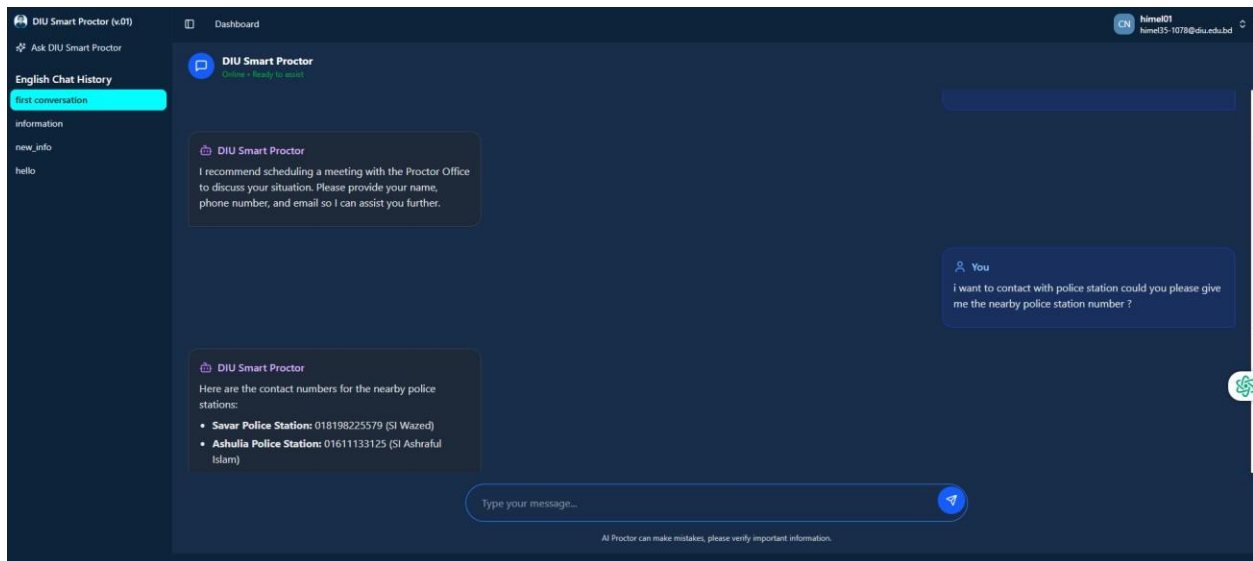 DIU Smart Proctor (v.01)
Ask DIU Smart Proctor
English Chat History
first conversation
information
new_info
hello
Dashboard
CN
himel01
himel35-1078@diu.edu.bd
DIU Smart Proctor
Online • Ready to assist
DIU Smart Proctor
I recommend scheduling a meeting with the Proctor Office
to discuss your situation. Please provide your name,
phone number, and email so I can assist you further.
You
i want to contact with police station could you please give
me the nearby police station number ?
DIU Smart Proctor
Here are the contact numbers for the nearby police
stations:
• Savar Police Station: 018198225579 (SI Wazed)
• Ashulia Police Station: 01611133125 (SI Ashraful
Islam)
Type your message...
AI Proctor can make mistakes, please verify important information.